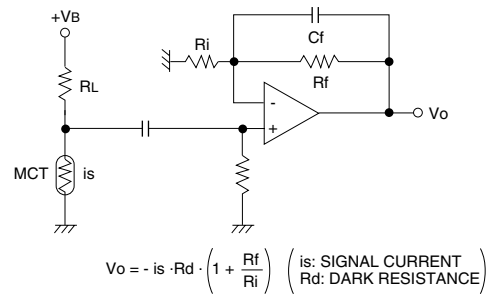 +VB
RL
MCT
is
Ri
Cf
Rf
-
+
Vo
Vo = - is ·Rd · (1 + Rf/Ri) (is: SIGNAL CURRENT
Rd: DARK RESISTANCE)